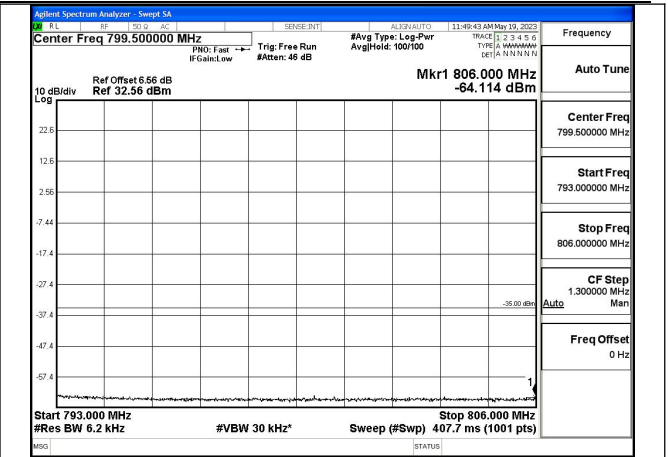 Agilent Spectrum Analyzer - Swept SA
RL RF 50 Ω AC SENSE:INT ALIGNAUTO 11:49:43 AM May 19, 2023
Center Freq 799.500000 MHz
PNO: Fast
IFGain:Low
Trig: Free Run
#Atten: 46 dB
#Avg Type: Log-Pwr
Avg|Hold: 100/100
TRACE 1 2 3 4 5 6
TYPE A WWWWW
DET A N N N N N
Ref Offset 6.56 dB
10 dB/div Ref 32.56 dBm
Log
Mkr1 806.000 MHz
-64.114 dBm
22.6
12.6
2.56
-7.44
-17.4
-27.4
-35.00 dBm
-37.4
-47.4
-57.4
1
Start 793.000 MHz Stop 806.000 MHz
#Res BW 6.2 kHz #VBW 30 kHz* Sweep (#Swp) 407.7 ms (1001 pts)
MSG STATUS
Frequency
Auto Tune
Center Freq
799.500000 MHz
Start Freq
793.000000 MHz
Stop Freq
806.000000 MHz
CF Step
1.300000 MHz
Auto Man
Freq Offset
0 Hz